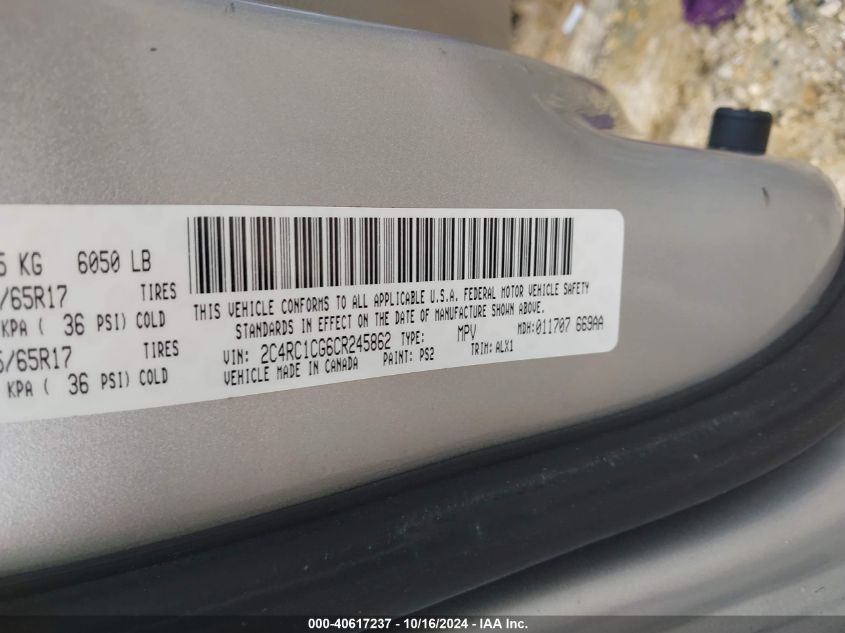 5 KG 6050 LB
/65R17 TIRES
KPA ( 36 PSI) COLD
5/65R17 TIRES
KPA ( 36 PSI) COLD
THIS VEHICLE CONFORMS TO ALL APPLICABLE U.S.A. FEDERAL MOTOR VEHICLE SAFETY
STANDARDS IN EFFECT ON THE DATE OF MANUFACTURE SHOWN ABOVE.
VIN: 2C4RC1CG6CR245862 TYPE: MPV MDH:011707 669AA
VEHICLE MADE IN CANADA PAINT: PS2 TRIM: ALX1
000-40617237 - 10/16/2024 - IAA Inc.